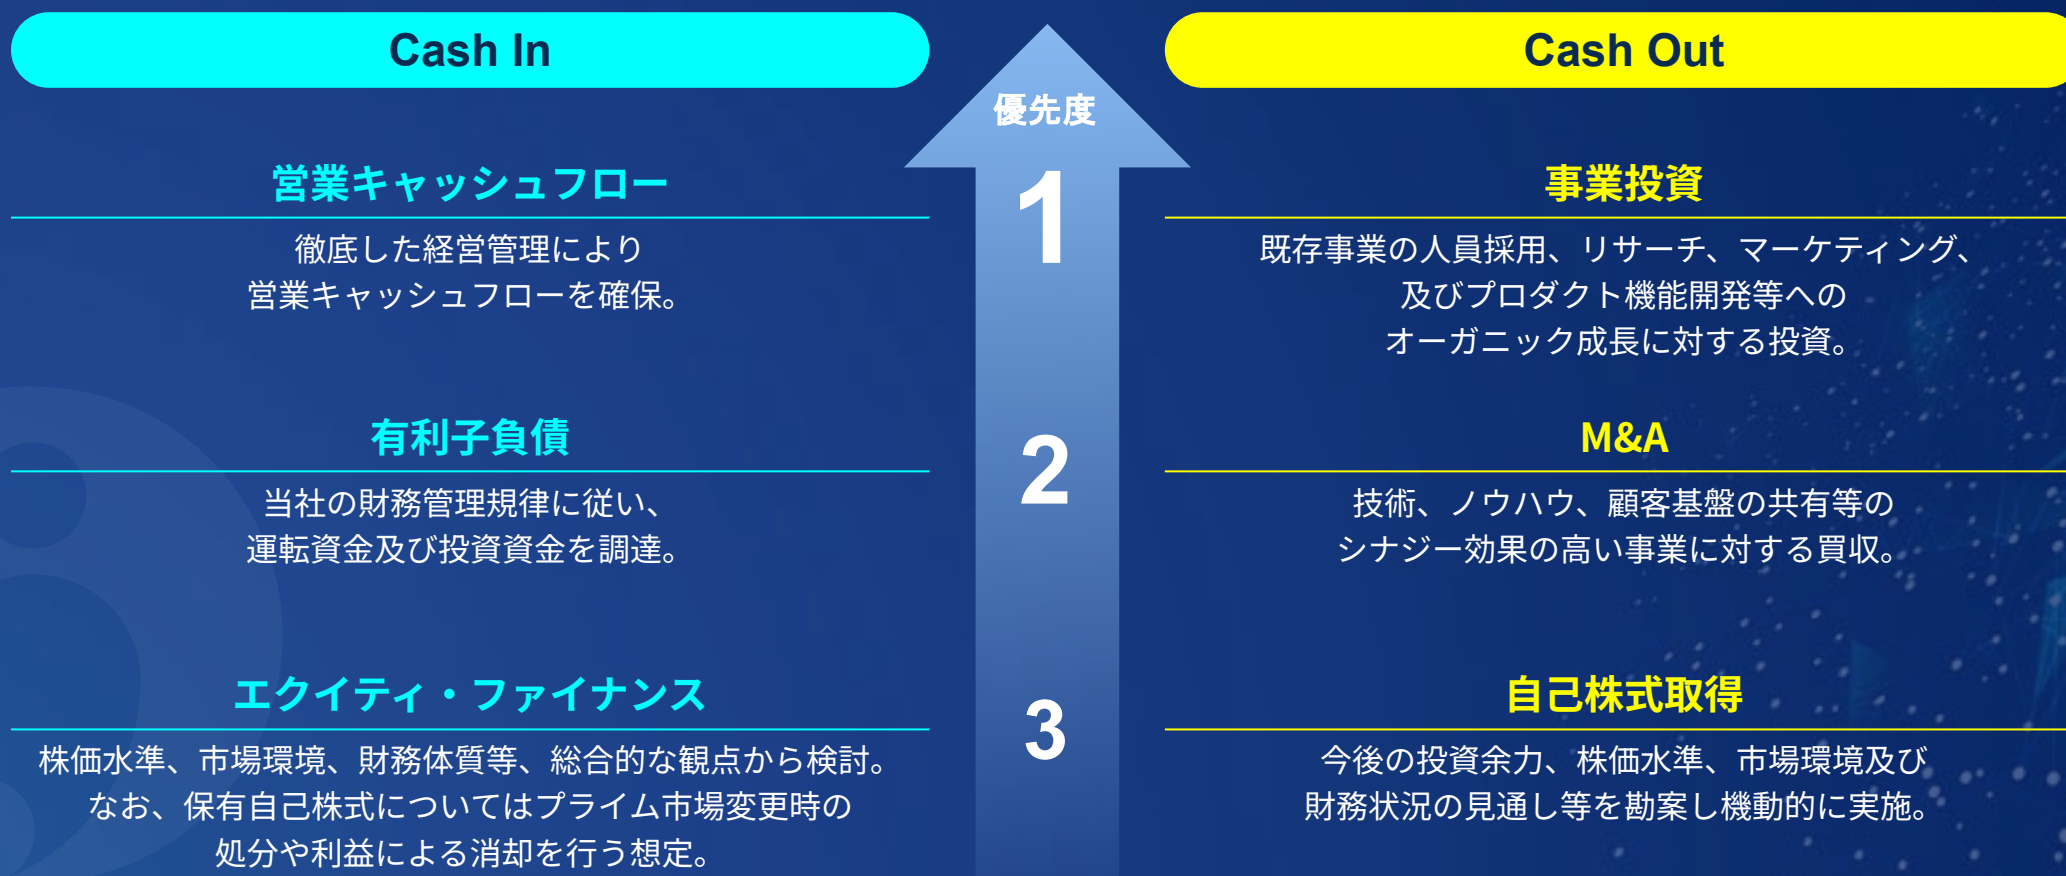 Cash In
Cash Out
優先度
1
営業キャッシュフロー
徹底した経営管理により
営業キャッシュフローを確保。
事業投資
既存事業の人員採用、リサーチ、マーケティング、
及びプロダクト機能開発等への
オーガニック成長に対する投資。
2
有利子負債
当社の財務管理規律に従い、
運転資金及び投資資金を調達。
M&A
技術、ノウハウ、顧客基盤の共有等の
シナジー効果の高い事業に対する買収。
3
エクイティ・ファイナンス
株価水準、市場環境、財務体質等、総合的な観点から検討。
なお、保有自己株式についてはプライム市場変更時の
処分や利益による消却を行う想定。
自己株式取得
今後の投資余力、株価水準、市場環境及び
財務状況の見通し等を勘案し機動的に実施。